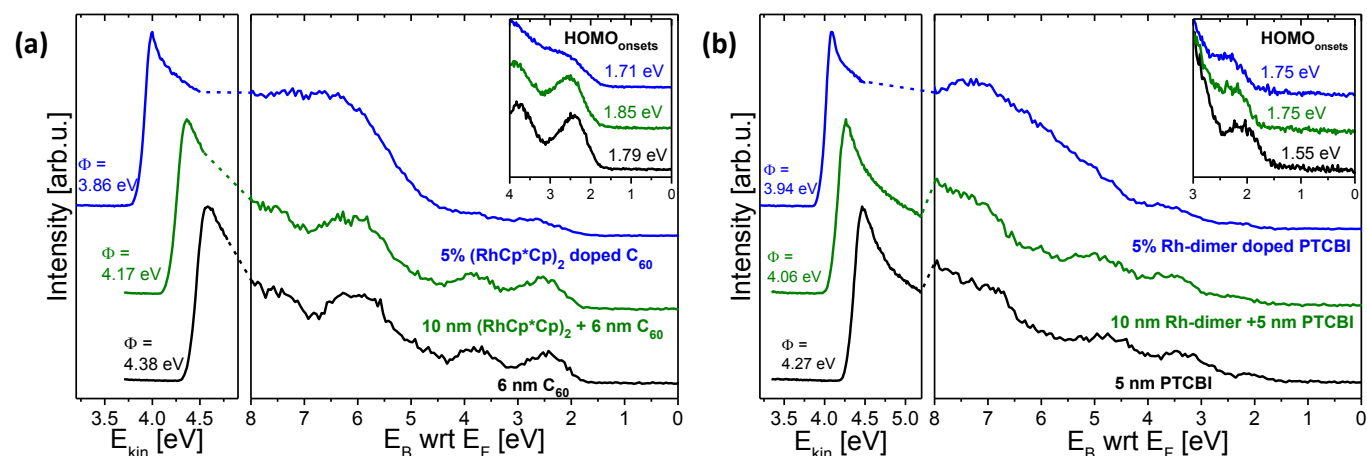 (a)
Intensity [arb.u.]
Φ =
3.86 eV
Φ =
4.17 eV
Φ =
4.38 eV
HOMO_onsets
1.71 eV
1.85 eV
1.79 eV
4 3 2 1 0
5% (RhCp*Cp)₂ doped C₆₀
10 nm (RhCp*Cp)₂ + 6 nm C₆₀
6 nm C₆₀
3.5 4.0 4.5 8 7 6 5 4 3 2 1 0
E_kin [eV] E_B wrt E_F [eV]
(b)
Intensity [arb.u.]
Φ =
3.94 eV
Φ =
4.06 eV
Φ =
4.27 eV
HOMO_onsets
1.75 eV
1.75 eV
1.55 eV
3 2 1 0
5% Rh-dimer doped PTCBI
10 nm Rh-dimer +5 nm PTCBI
5 nm PTCBI
3.5 4.0 4.5 5.0 8 7 6 5 4 3 2 1 0
E_kin [eV] E_B wrt E_F [eV]